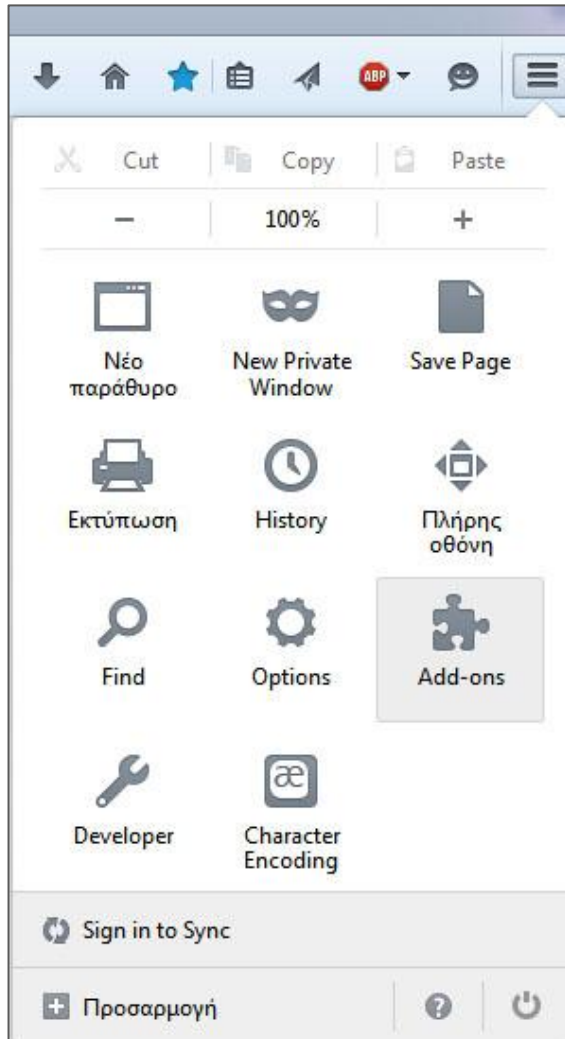 ABP
Cut Copy Paste
− 100% +
Νέο
παράθυρο
New Private
Window
Save Page
Εκτύπωση
History
Πλήρης
οθόνη
Find
Options
Add-ons
Developer
æ
Character
Encoding
Sign in to Sync
Προσαρμογή